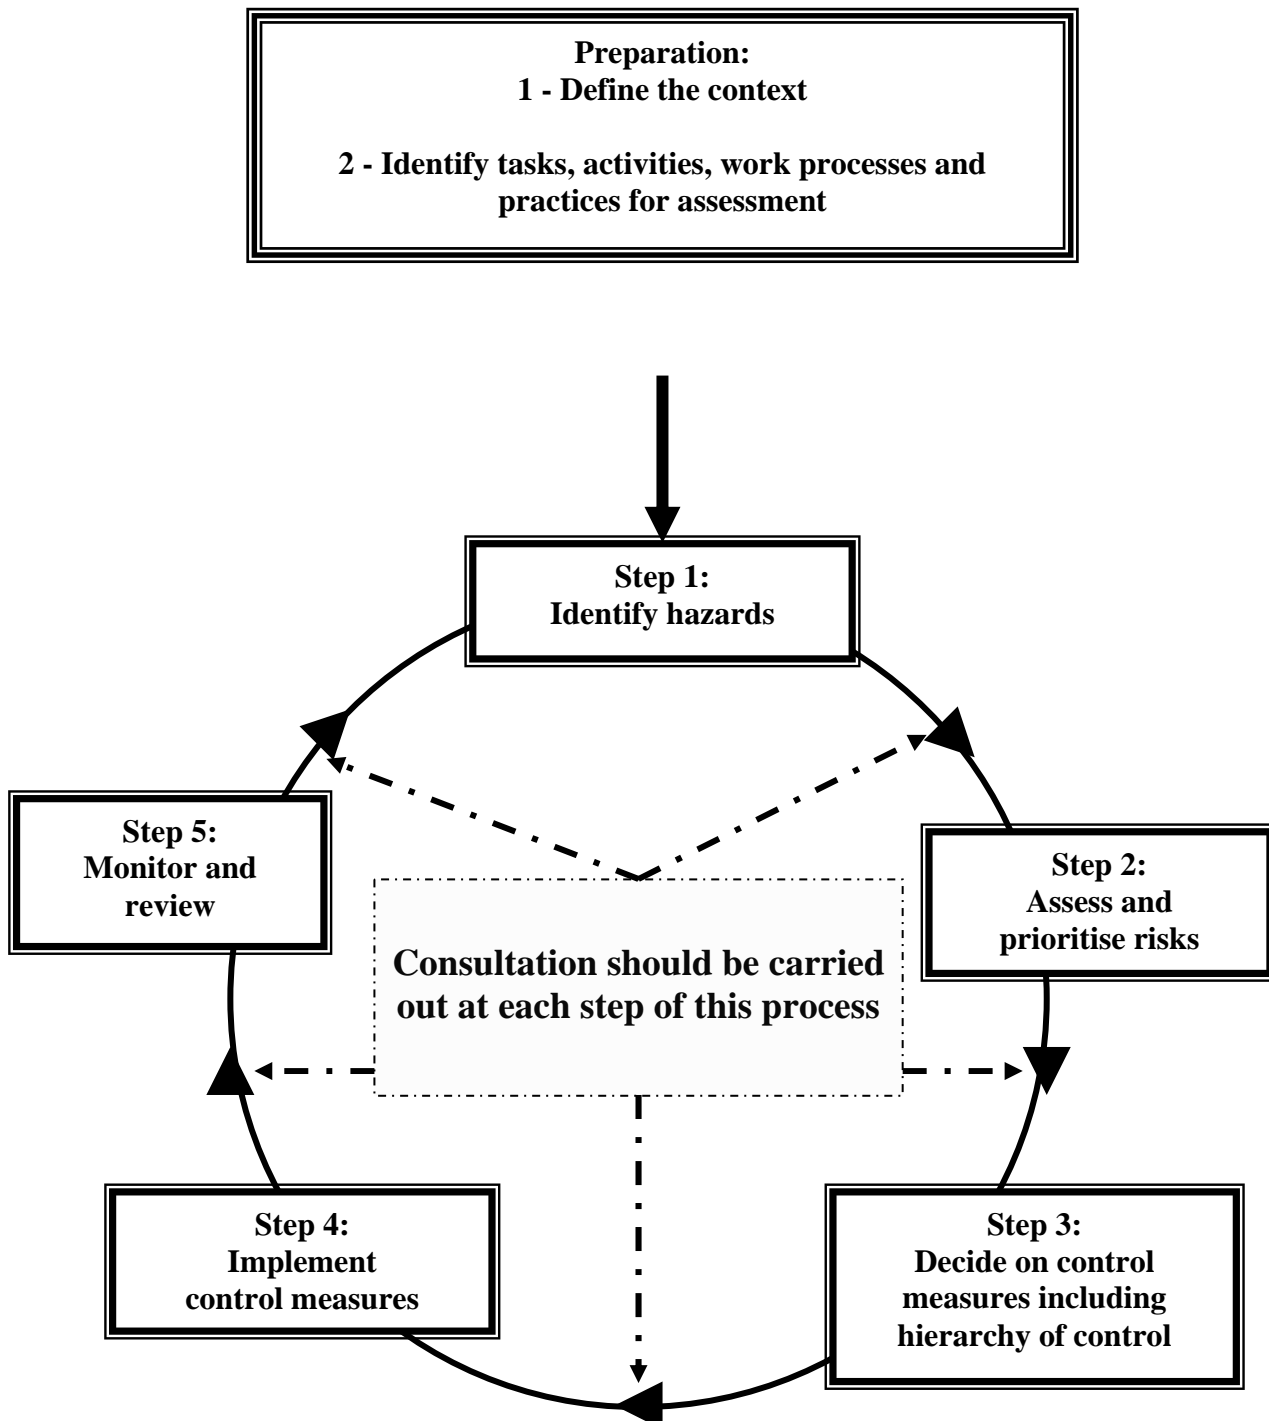 Preparation:
1 - Define the context
2 - Identify tasks, activities, work processes and
practices for assessment
Step 1:
Identify hazards
Step 2:
Assess and
prioritise risks
Step 3:
Decide on control
measures including
hierarchy of control
Step 4:
Implement
control measures
Step 5:
Monitor and
review
Consultation should be carried
out at each step of this process